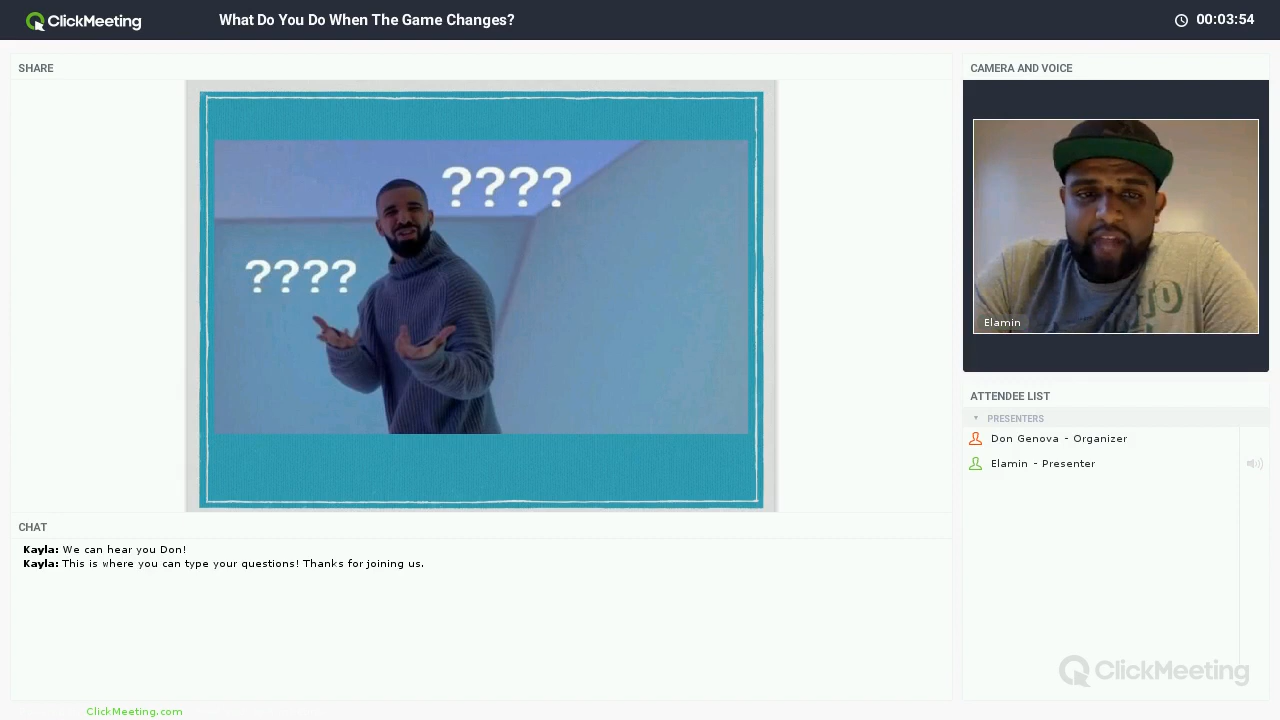 ClickMeeting
What Do You Do When The Game Changes?
00:03:54
SHARE
????
????
CAMERA AND VOICE
TO
Elamin
ATTENDEE LIST
PRESENTERS
Don Genova - Organizer
Elamin - Presenter
CHAT
Kayla: We can hear you Don!
Kayla: This is where you can type your questions! Thanks for joining us.
ClickMeeting
ClickMeeting.com